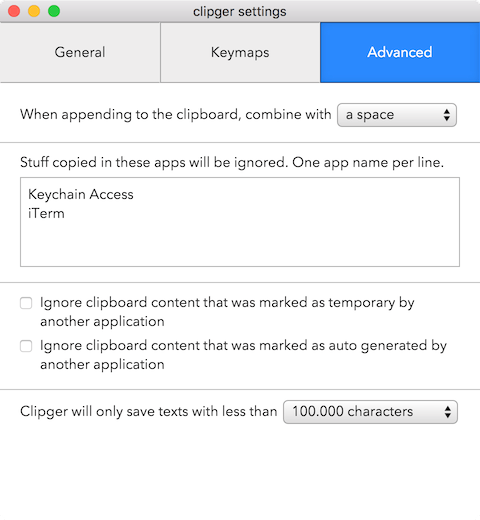 clipger settings
General Keymaps Advanced
When appending to the clipboard, combine with a space
Stuff copied in these apps will be ignored. One app name per line.
Keychain Access
iTerm
Ignore clipboard content that was marked as temporary by
another application
Ignore clipboard content that was marked as auto generated by
another application
Clipger will only save texts with less than 100.000 characters